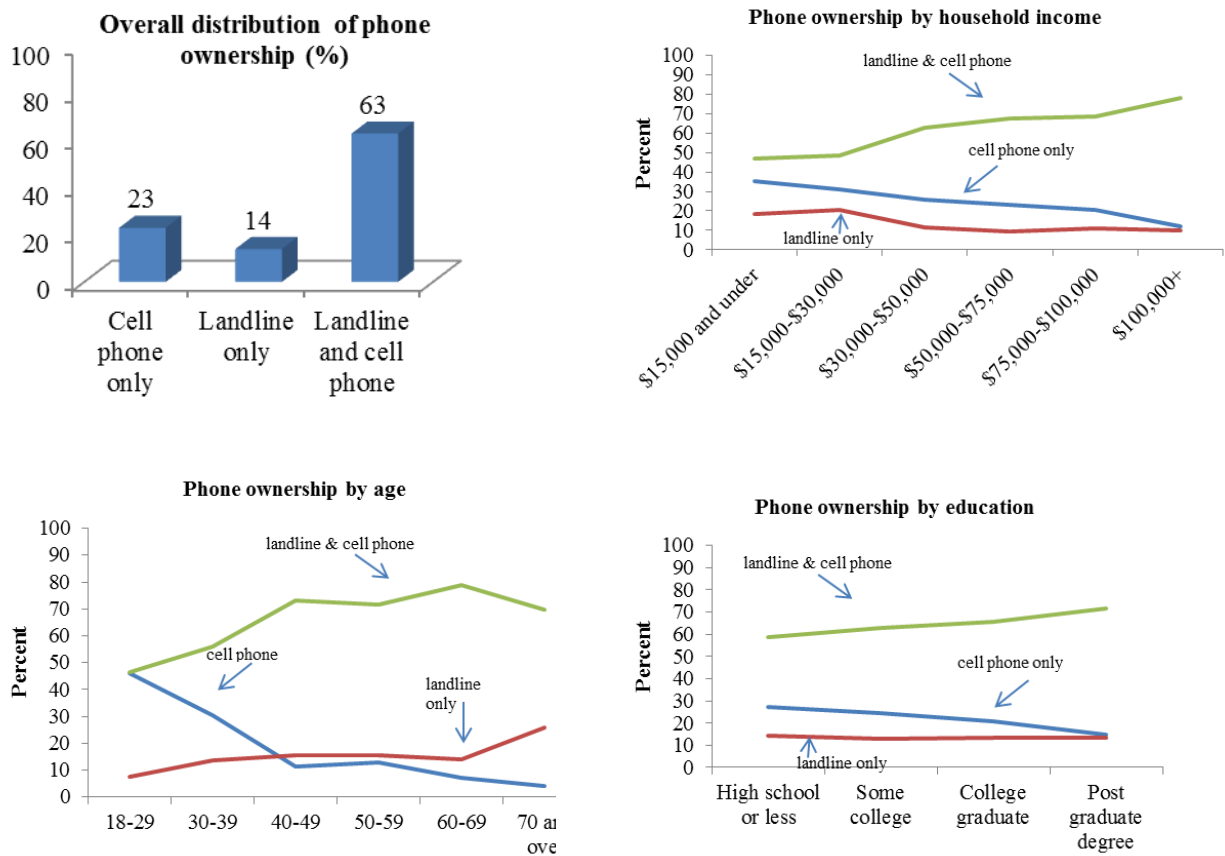 Overall distribution of phone
ownership (%)
100
80
60
40
20
0
23
14
63
Cell
phone
only
Landline
only
Landline
and cell
phone
Phone ownership by household income
Percent
100
90
80
70
60
50
40
30
20
10
0
landline & cell phone
cell phone only
landline only
$15,000 and under
$15,000-$30,000
$30,000-$50,000
$50,000-$75,000
$75,000-$100,000
$100,000+
Phone ownership by age
Percent
100
90
80
70
60
50
40
30
20
10
0
landline & cell phone
cell phone
landline
only
18-29
30-39
40-49
50-59
60-69
70 an
ove
Phone ownership by education
Percent
100
90
80
70
60
50
40
30
20
10
0
landline & cell phone
cell phone only
landline only
High school
or less
Some
college
College
graduate
Post
graduate
degree